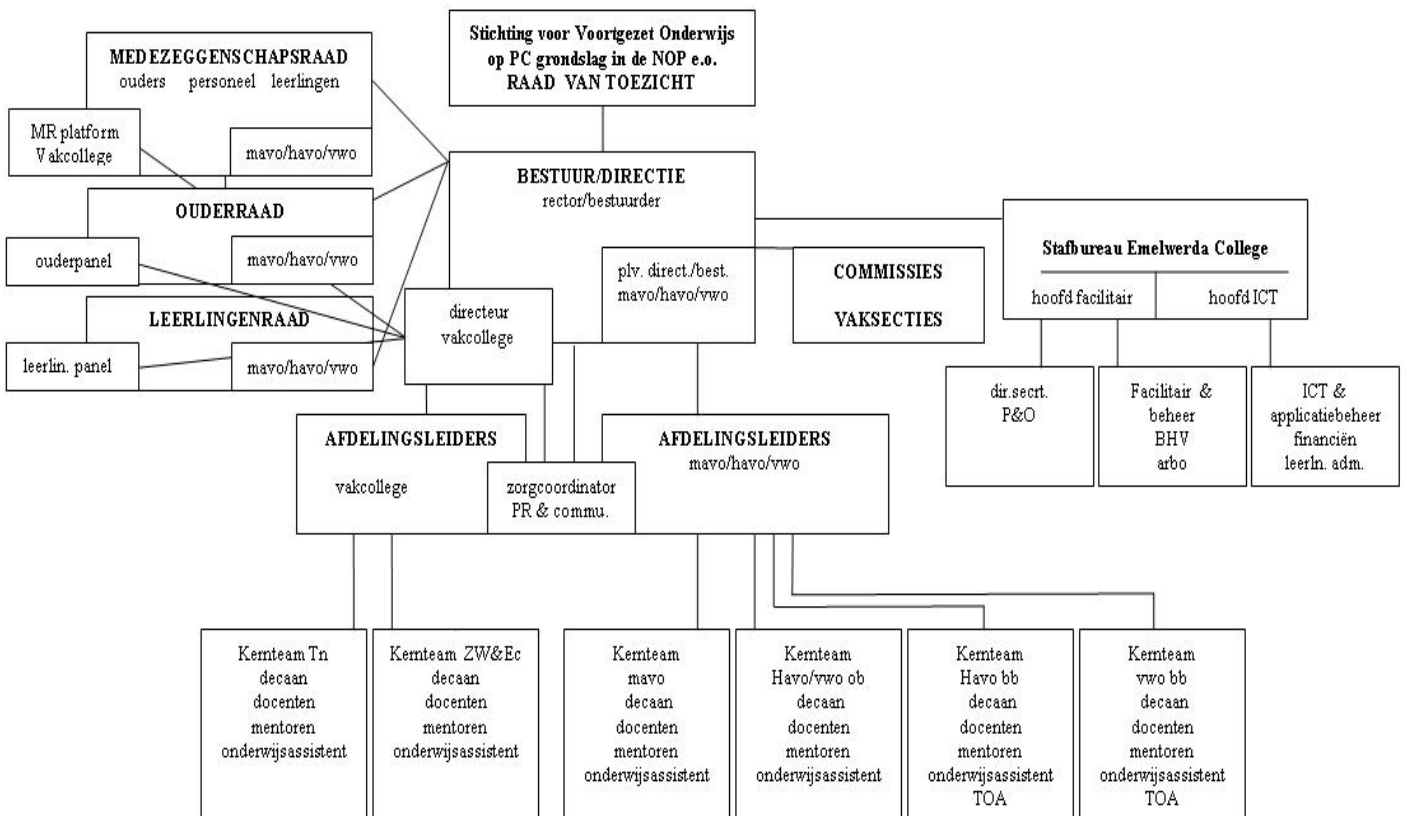 Stichting voor Voortgezet Onderwijs
op PC grondslag in de NOP e.o.
RAAD VAN TOEZICHT
MEDEZEGGENSCHAPSRAAD
ouders personeel leerlingen
MR platform
Vakcollege
mavo/havo/vwo
OUDERRAAD
ouderpanel
mavo/havo/vwo
LEERLINGENRAAD
leerlin. panel
mavo/havo/vwo
BESTUUR/DIRECTIE
rector/bestuurder
plv. direct./best.
mavo/havo/vwo
directeur
vakcollege
COMMISSIES
VAKSECTIES
Stafbureau Emelwerda College
hoofd facilitair
hoofd ICT
dir.secrt.
P&O
Facilitair &
beheer
BHV
arbo
ICT &
applicatiebeheer
financiën
leerln. adm.
AFDELINGSLEIDERS
vakcollege
zorgcoordinator
PR & commu.
AFDELINGSLEIDERS
mavo/havo/vwo
Kernteam Tn
decaan
docenten
mentoren
onderwijsassistent
Kernteam ZW&Ec
decaan
docenten
mentoren
onderwijsassistent
Kernteam
mavo
decaan
docenten
mentoren
onderwijsassistent
Kernteam
Havo/vwo ob
decaan
docenten
mentoren
onderwijsassistent
Kernteam
Havo bb
decaan
docenten
mentoren
onderwijsassistent
TOA
Kernteam
vwo bb
decaan
docenten
mentoren
onderwijsassistent
TOA